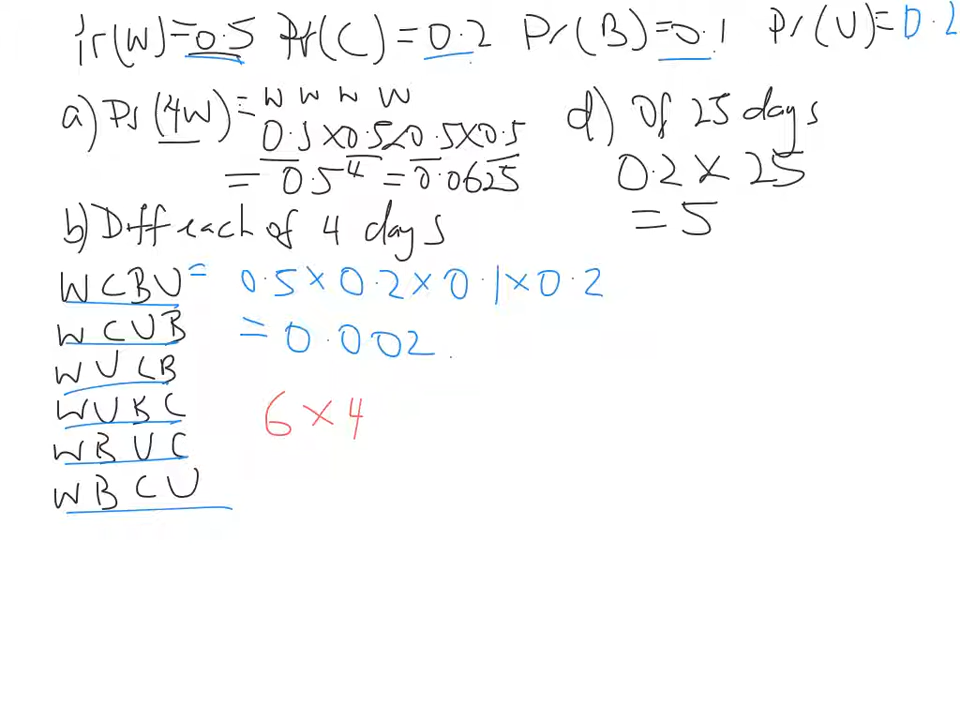 Pr(W)=0.5 Pr(C)=0.2 Pr(B)=0.1 Pr(U)=0.2
a) Pr(4W)= W W W W
0.5×0.5×0.5×0.5
= 0.5⁴ = 0.0625
b) Diff each of 4 days
WCBU = 0.5×0.2×0.1×0.2
WCUB = 0.002
WUCB
WUBC 6×4
WBUC
WBCU
d) Of 25 days
0.2 × 25
= 5